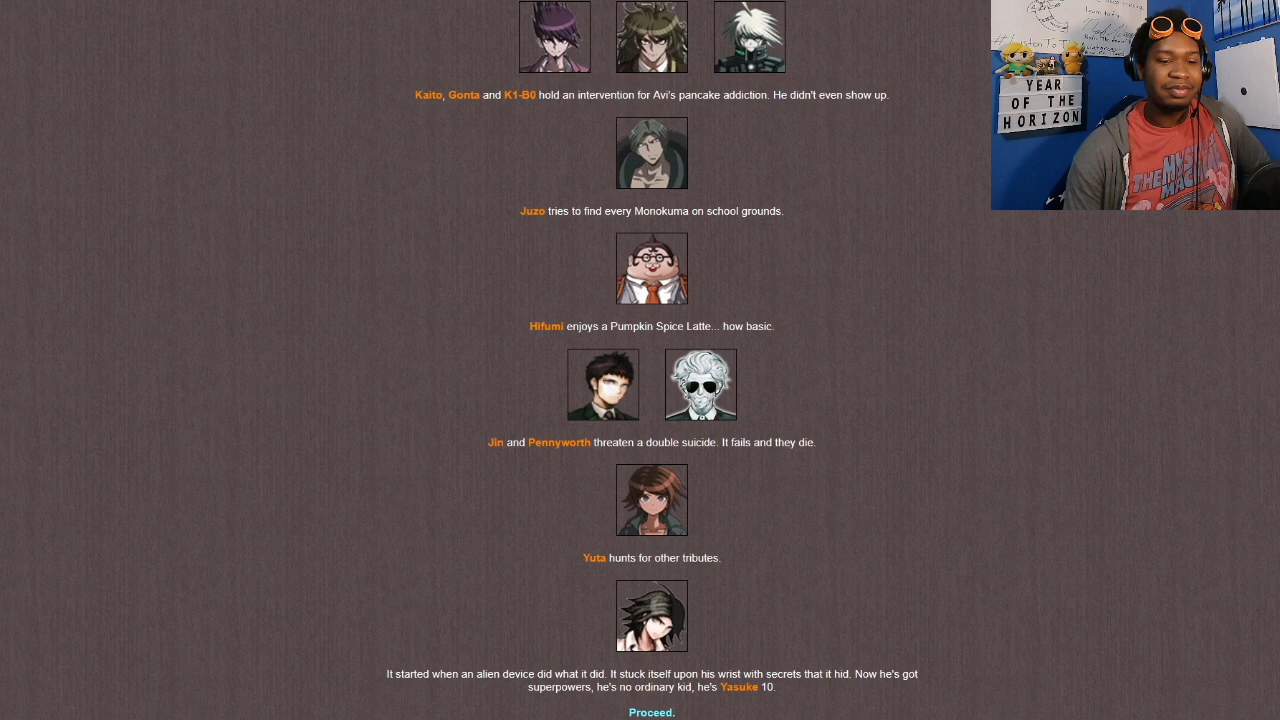 Kaito, Gonta and K1-B0 hold an intervention for Avi's pancake addiction. He didn't even show up.
YEAR
OF THE
HORIZON
THE MYS
MAC
Juzo tries to find every Monokuma on school grounds.
Hifumi enjoys a Pumpkin Spice Latte... how basic.
Jin and Pennyworth threaten a double suicide. It fails and they die.
Yuta hunts for other tributes.
It started when an alien device did what it did. It stuck itself upon his wrist with secrets that it hid. Now he's got
superpowers, he's no ordinary kid, he's Yasuke 10.
Proceed.